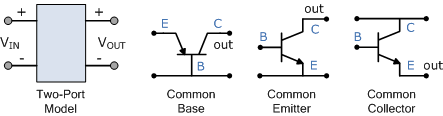 + +
V_IN V_OUT
- -
Two-Port
Model
E C
out
B
Common
Base
out
C
B
E
Common
Emitter
C
B
E out
Common
Collector